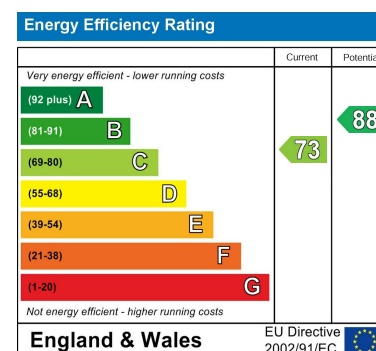 Energy Efficiency Rating
Current Potentia
Very energy efficient - lower running costs
(92 plus) A
(81-91) B
(69-80) C
(55-68) D
(39-54) E
(21-38) F
(1-20) G
73
88
Not energy efficient - higher running costs
England & Wales
EU Directive
2002/91/EC